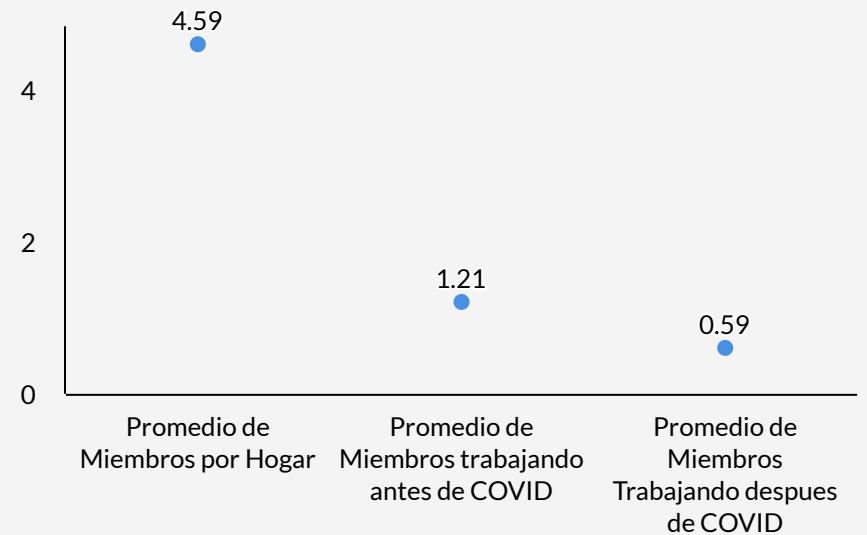 4.59
4
2
1.21
0.59
0
Promedio de
Miembros por Hogar
Promedio de
Miembros trabajando
antes de COVID
Promedio de
Miembros
Trabajando despues
de COVID